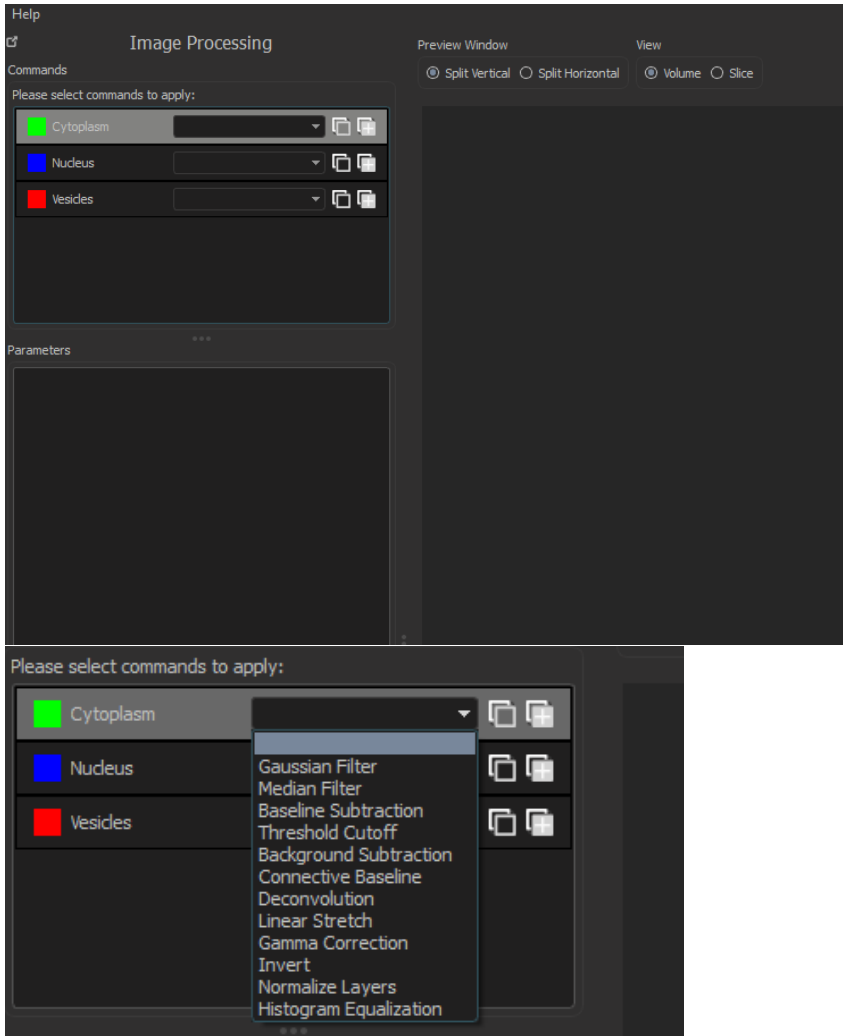 Help
Image Processing
Preview Window
View
Commands
Split Vertical Split Horizontal
Volume Slice
Please select commands to apply:
Cytoplasm
Nucleus
Vesicles
Parameters
Please select commands to apply:
Cytoplasm
Nucleus
Vesicles
Gaussian Filter
Median Filter
Baseline Subtraction
Threshold Cutoff
Background Subtraction
Connective Baseline
Deconvolution
Linear Stretch
Gamma Correction
Invert
Normalize Layers
Histogram Equalization